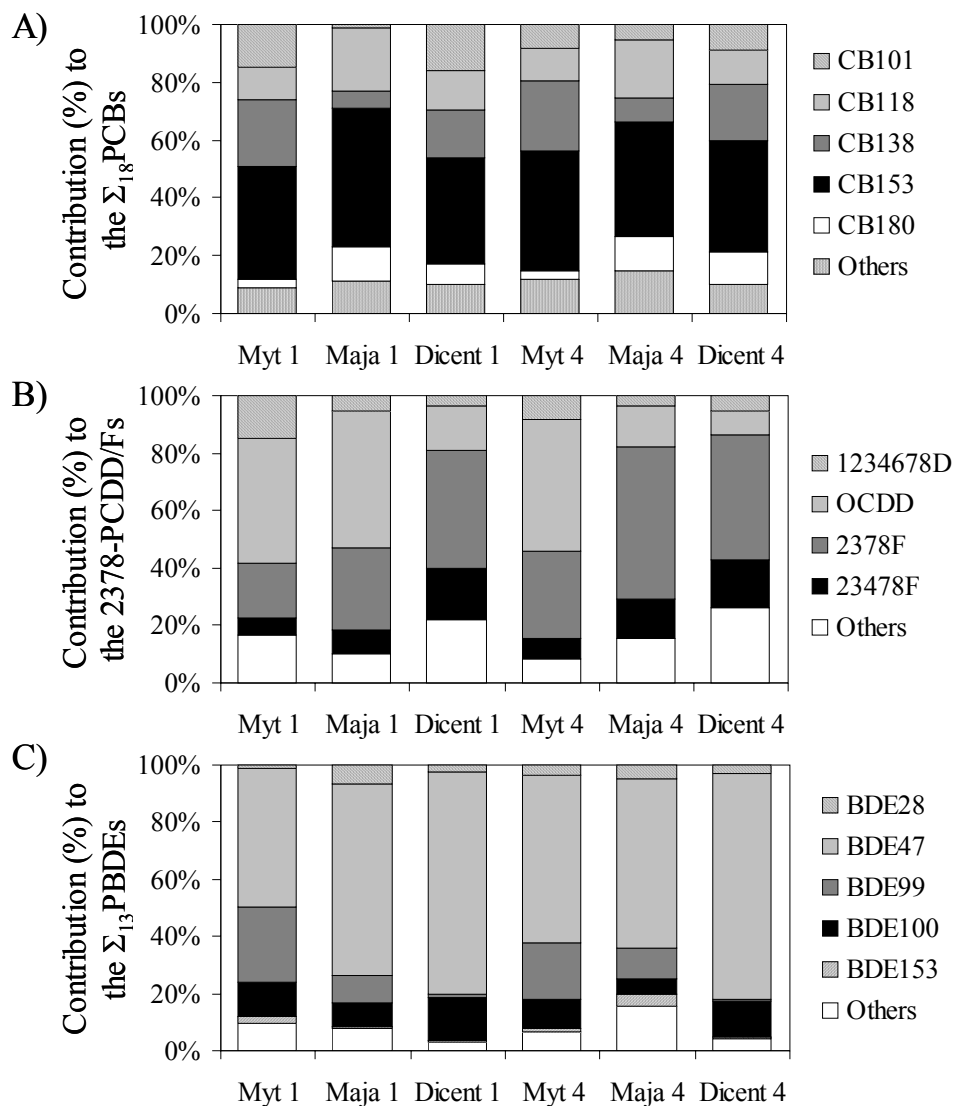 A)
Contribution (%) to
the Σ₁₈PCBs
100%
80%
60%
40%
20%
0%
Myt 1 Maja 1 Dicent 1 Myt 4 Maja 4 Dicent 4
CB101
CB118
CB138
CB153
CB180
Others
B)
Contribution (%) to
the 2378-PCDD/Fs
100%
80%
60%
40%
20%
0%
Myt 1 Maja 1 Dicent 1 Myt 4 Maja 4 Dicent 4
1234678D
OCDD
2378F
23478F
Others
C)
Contribution (%) to
the Σ₁₃PBDEs
100%
80%
60%
40%
20%
0%
Myt 1 Maja 1 Dicent 1 Myt 4 Maja 4 Dicent 4
BDE28
BDE47
BDE99
BDE100
BDE153
Others